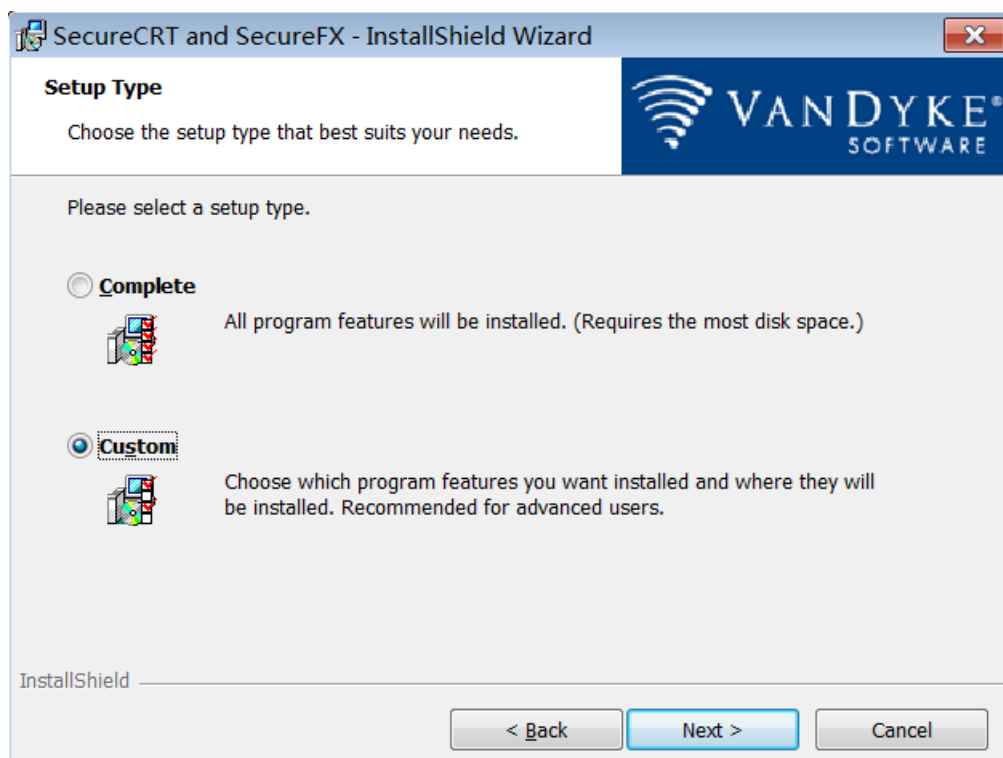 SecureCRT and SecureFX - InstallShield Wizard
Setup Type
Choose the setup type that best suits your needs.
VANDYKE®
SOFTWARE
Please select a setup type.
Complete
All program features will be installed. (Requires the most disk space.)
Custom
Choose which program features you want installed and where they will
be installed. Recommended for advanced users.
InstallShield
< Back
Next >
Cancel